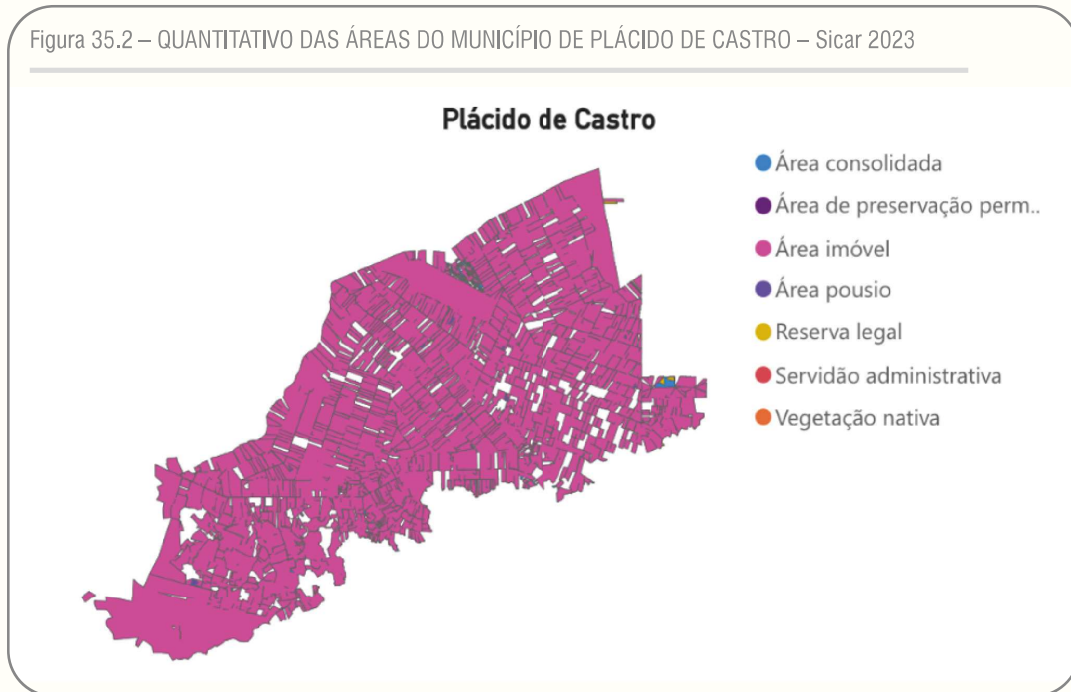 Figura 35.2 – QUANTITATIVO DAS ÁREAS DO MUNICÍPIO DE PLÁCIDO DE CASTRO – Sicar 2023
Plácido de Castro
Área consolidada
Área de preservação perm..
Área imóvel
Área pousio
Reserva legal
Servidão administrativa
Vegetação nativa